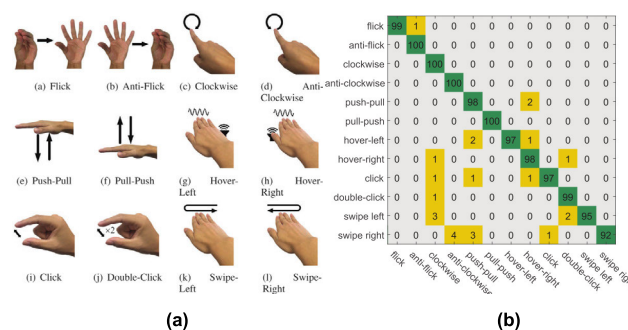 (a) Flick
(b) Anti-Flick
(c) Clockwise
(d) Anti-
Clockwise
(e) Push-Pull
(f) Pull-Push
(g) Hover-
Left
(h) Hover-
Right
(i) Click
×2
(j) Double-Click
(k) Swipe-
Left
(l) Swipe-
Right
(a)
flick 99 1 0 0 0 0 0 0 0 0 0 0
anti-flick 0 100 0 0 0 0 0 0 0 0 0 0
clockwise 0 0 100 0 0 0 0 0 0 0 0 0
anti-clockwise 0 0 0 100 0 0 0 0 0 0 0 0
push-pull 0 0 0 0 98 0 0 2 0 0 0 0
pull-push 0 0 0 0 0 100 0 0 0 0 0 0
hover-left 0 0 0 0 2 0 97 1 0 0 0 0
hover-right 0 0 1 0 0 0 0 98 0 1 0 0
click 0 0 1 0 1 0 0 1 97 0 0 0
double-click 0 0 1 0 0 0 0 0 0 99 0 0
swipe left 0 0 3 0 0 0 0 0 0 2 95 0
swipe right 0 0 0 4 3 0 0 0 1 0 0 92
flick
anti-flick
clockwise
anti-clockwise
push-pull
pull-push
hover-left
hover-right
click
double-click
swipe left
swipe rig
(b)